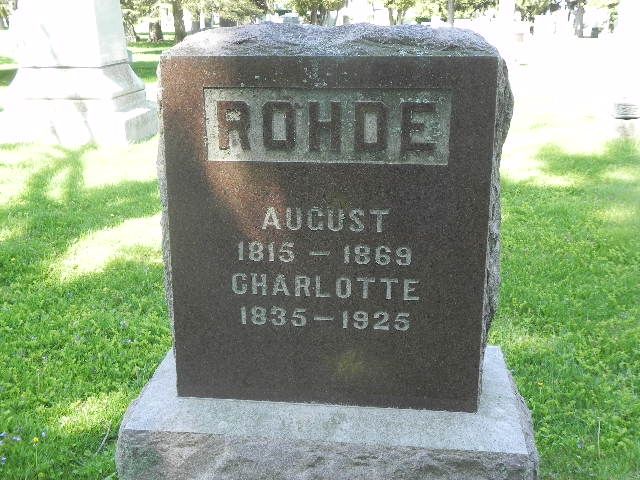 ROHDE
AUGUST
1815 – 1869
CHARLOTTE
1835 – 1925